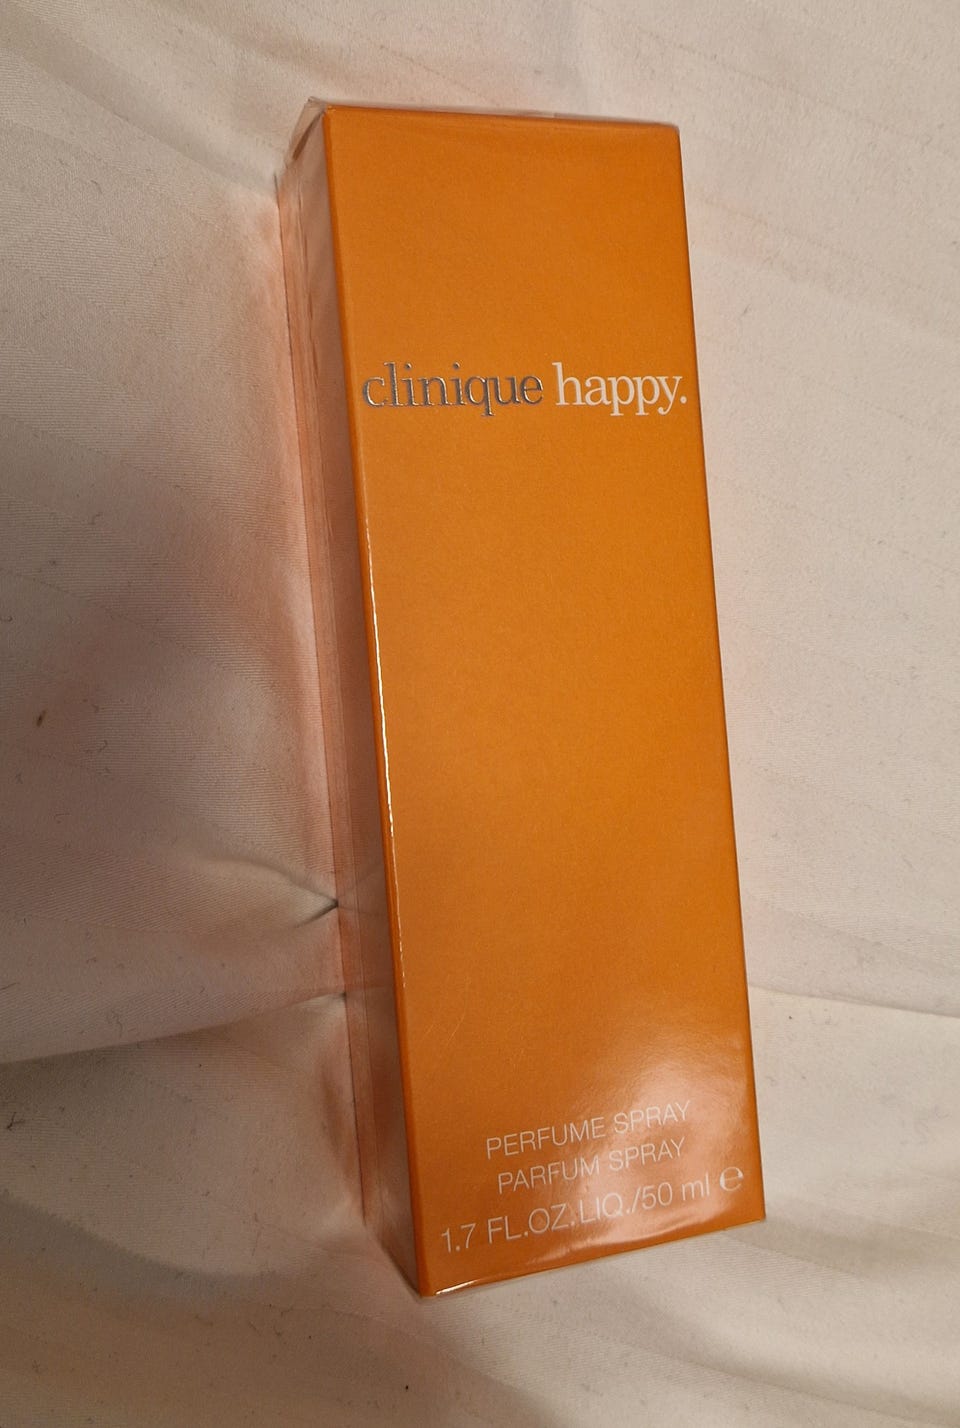 clinique happy.
PERFUME SPRAY
PARFUM SPRAY
1.7 FL.OZ.LIQ./50 ml ℮